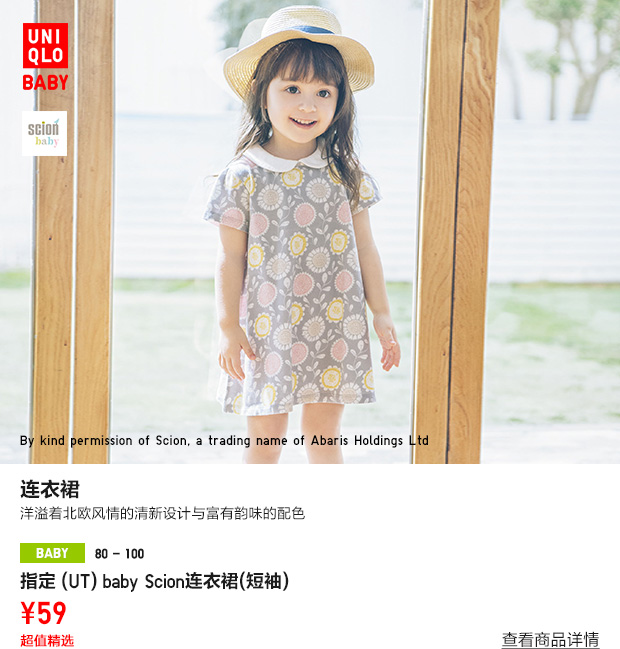 UNI
QLO
BABY
scion
baby
By kind permission of Scion, a trading name of Abaris Holdings Ltd
连衣裙
洋溢着北欧风情的清新设计与富有韵味的配色
BABY 80 – 100
指定 (UT) baby Scion连衣裙(短袖)
¥59
超值精选
查看商品详情